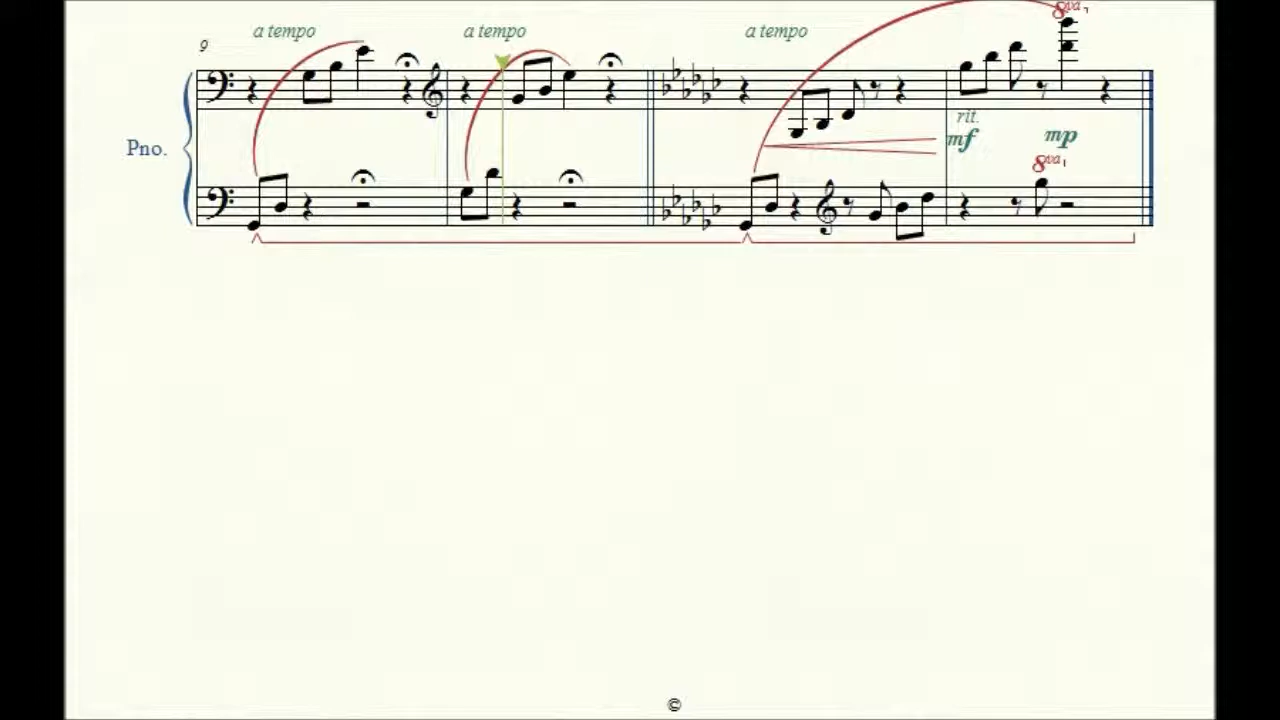 a tempo a tempo a tempo 8va
9
rit.
Pno. mf mp
8va
©